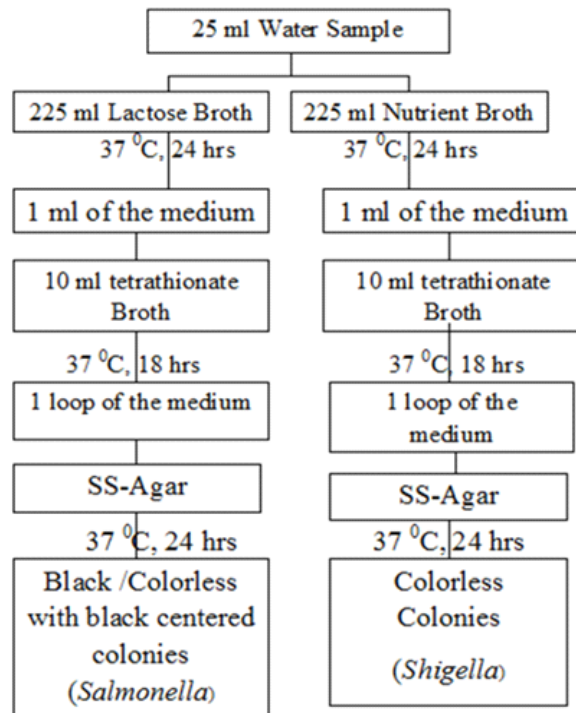 25 ml Water Sample
225 ml Lactose Broth
225 ml Nutrient Broth
37 ⁰C, 24 hrs
37 ⁰C, 24 hrs
1 ml of the medium
1 ml of the medium
10 ml tetrathionate
Broth
10 ml tetrathionate
Broth
37 ⁰C, 18 hrs
37 ⁰C, 18 hrs
1 loop of the medium
1 loop of the
medium
SS-Agar
SS-Agar
37 ⁰C, 24 hrs
37 ⁰C, 24 hrs
Black /Colorless
with black centered
colonies
(Salmonella)
Colorless
Colonies
(Shigella)